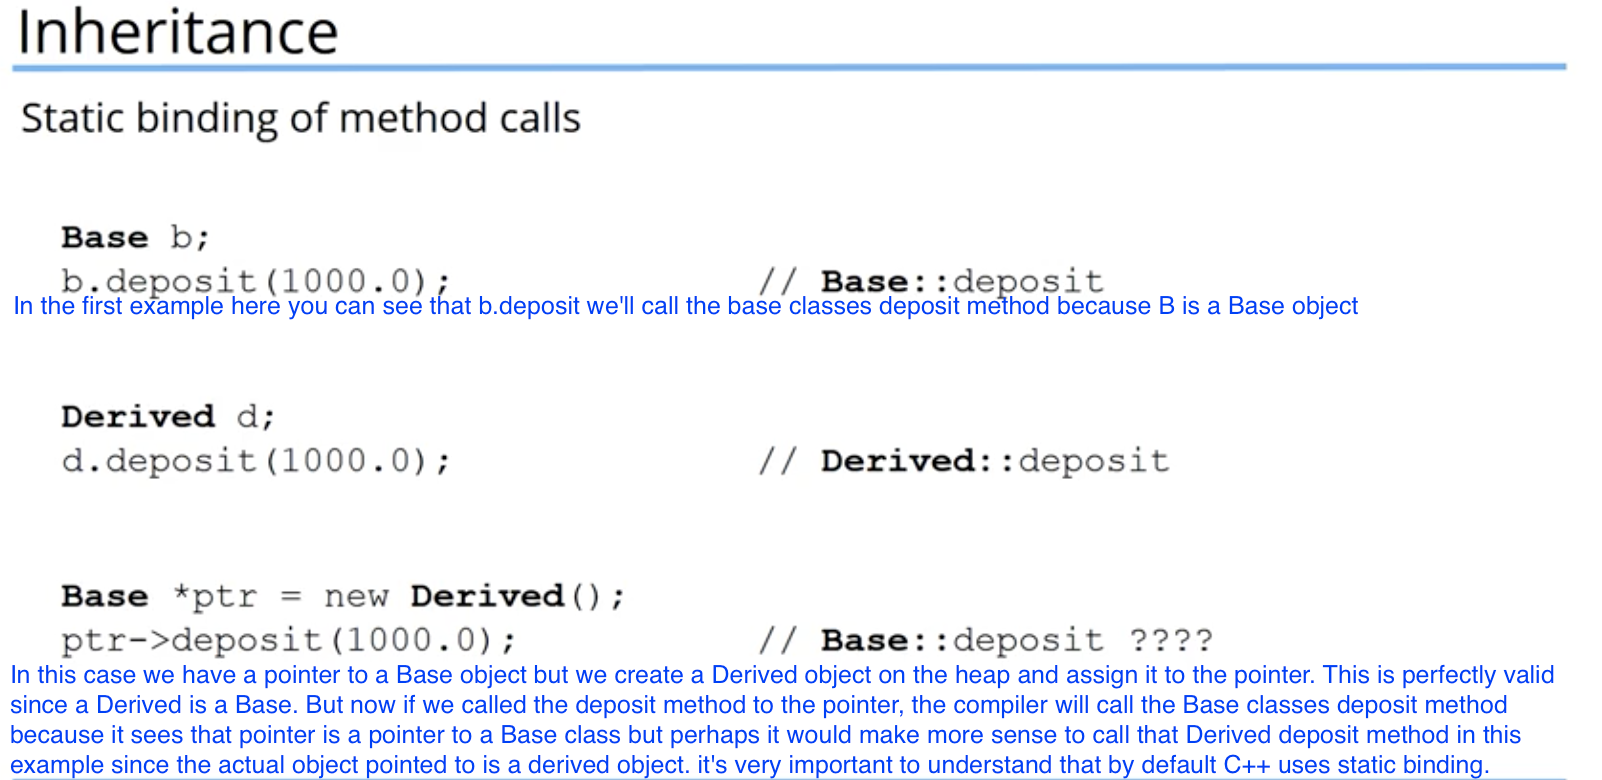 Inheritance
Static binding of method calls
Base b;
b.deposit(1000.0); // Base::deposit
In the first example here you can see that b.deposit we'll call the base classes deposit method because B is a Base object
Derived d;
d.deposit(1000.0); // Derived::deposit
Base *ptr = new Derived();
ptr->deposit(1000.0); // Base::deposit ????
In this case we have a pointer to a Base object but we create a Derived object on the heap and assign it to the pointer. This is perfectly valid
since a Derived is a Base. But now if we called the deposit method to the pointer, the compiler will call the Base classes deposit method
because it sees that pointer is a pointer to a Base class but perhaps it would make more sense to call that Derived deposit method in this
example since the actual object pointed to is a derived object. it's very important to understand that by default C++ uses static binding.